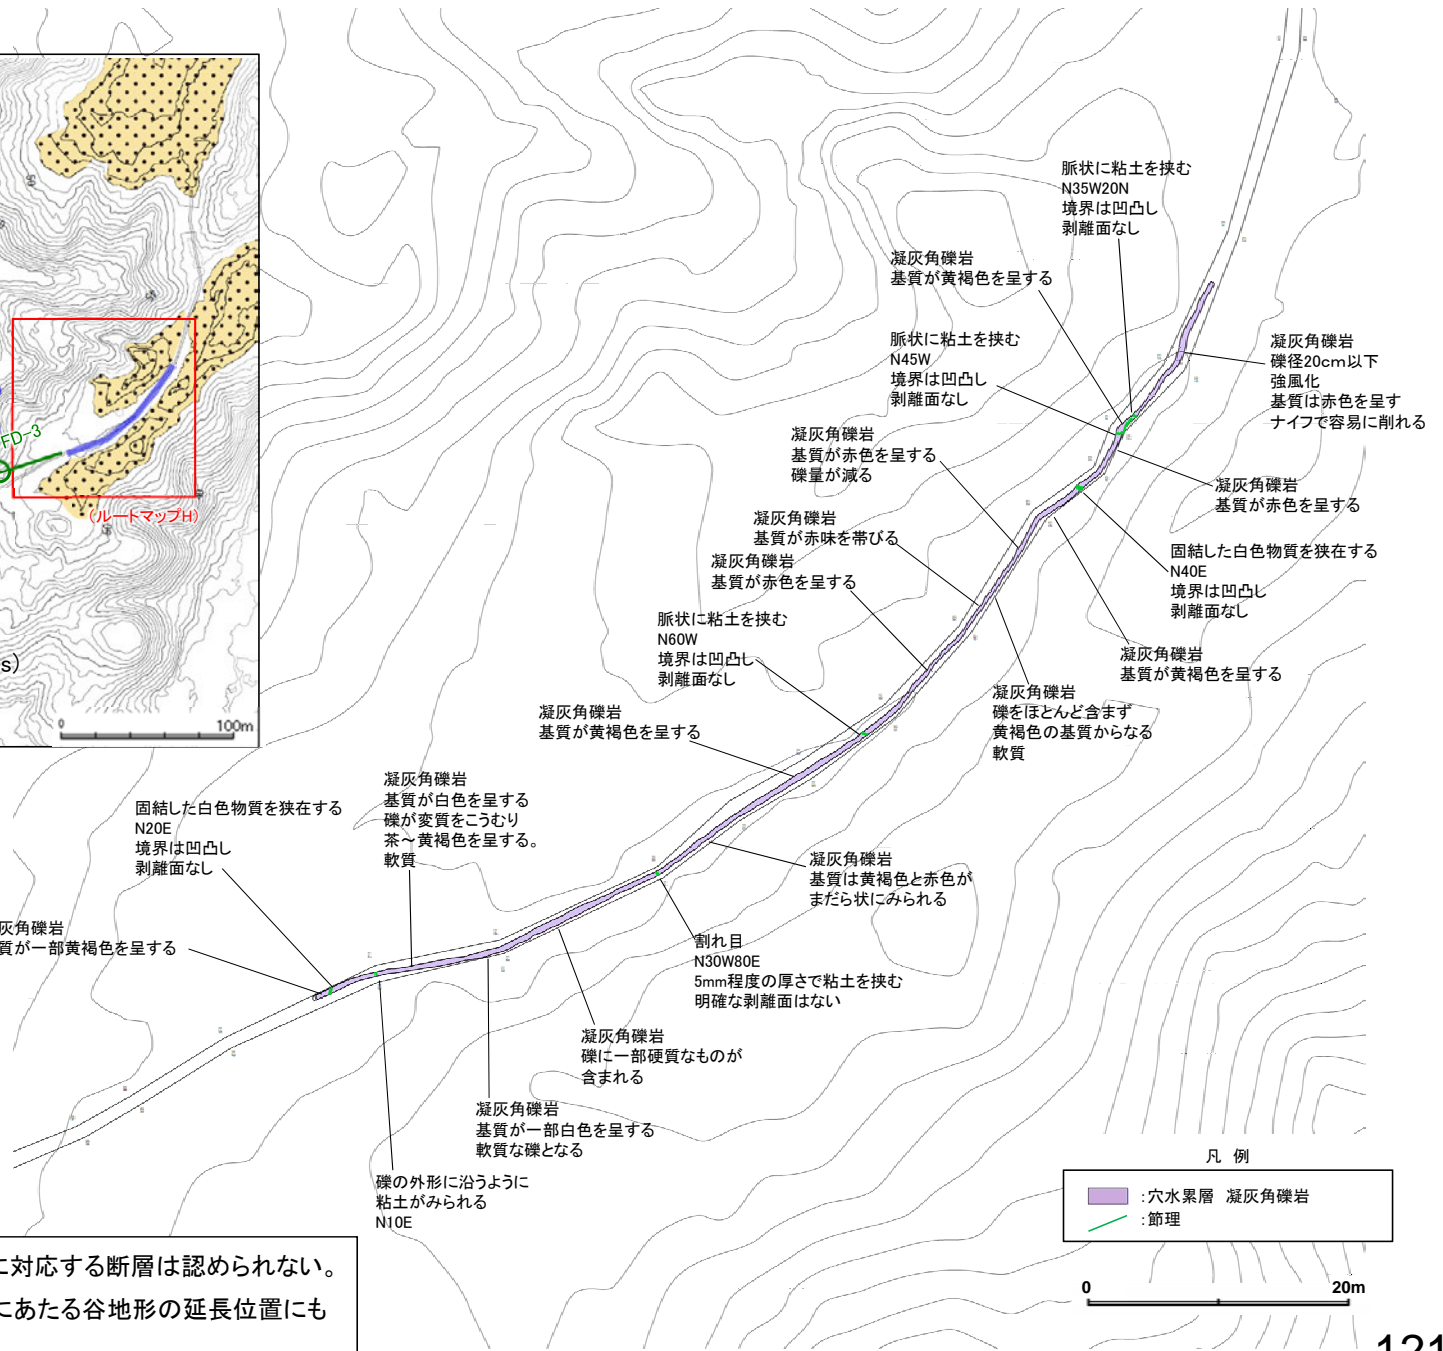 脈状に粘土を挟む
N35W20N
境界は凹凸し
剥離面なし
凝灰角礫岩
基質が黄褐色を呈する
脈状に粘土を挟む
N45W
境界は凹凸し
剥離面なし
凝灰角礫岩
礫径20cm以下
強風化
基質は赤色を呈す
ナイフで容易に削れる
凝灰角礫岩
基質が赤色を呈する
礫量が減る
凝灰角礫岩
基質が赤色を呈する
凝灰角礫岩
基質が赤味を帯びる
固結した白色物質を狭在する
N40E
境界は凹凸し
剥離面なし
凝灰角礫岩
基質が赤色を呈する
脈状に粘土を挟む
N60W
境界は凹凸し
剥離面なし
凝灰角礫岩
基質が黄褐色を呈する
凝灰角礫岩
礫をほとんど含まず
黄褐色の基質からなる
軟質
凝灰角礫岩
基質が黄褐色を呈する
凝灰角礫岩
基質が白色を呈する
礫が変質をこうむり
茶～黄褐色を呈する。
軟質
固結した白色物質を狭在する
N20E
境界は凹凸し
剥離面なし
凝灰角礫岩
基質は黄褐色と赤色が
まだら状にみられる
灰角礫岩
質が一部黄褐色を呈する
割れ目
N30W80E
5mm程度の厚さで粘土を挟む
明確な剥離面はない
凝灰角礫岩
礫に一部硬質なものが
含まれる
凝灰角礫岩
基質が一部白色を呈する
軟質な礫となる
礫の外形に沿うように
粘土がみられる
N10E
FD-3
(ルートマップH)
s)
0 100m
凡 例
:穴水累層 凝灰角礫岩
:節理
0 20m
に対応する断層は認められない。
にあたる谷地形の延長位置にも
121